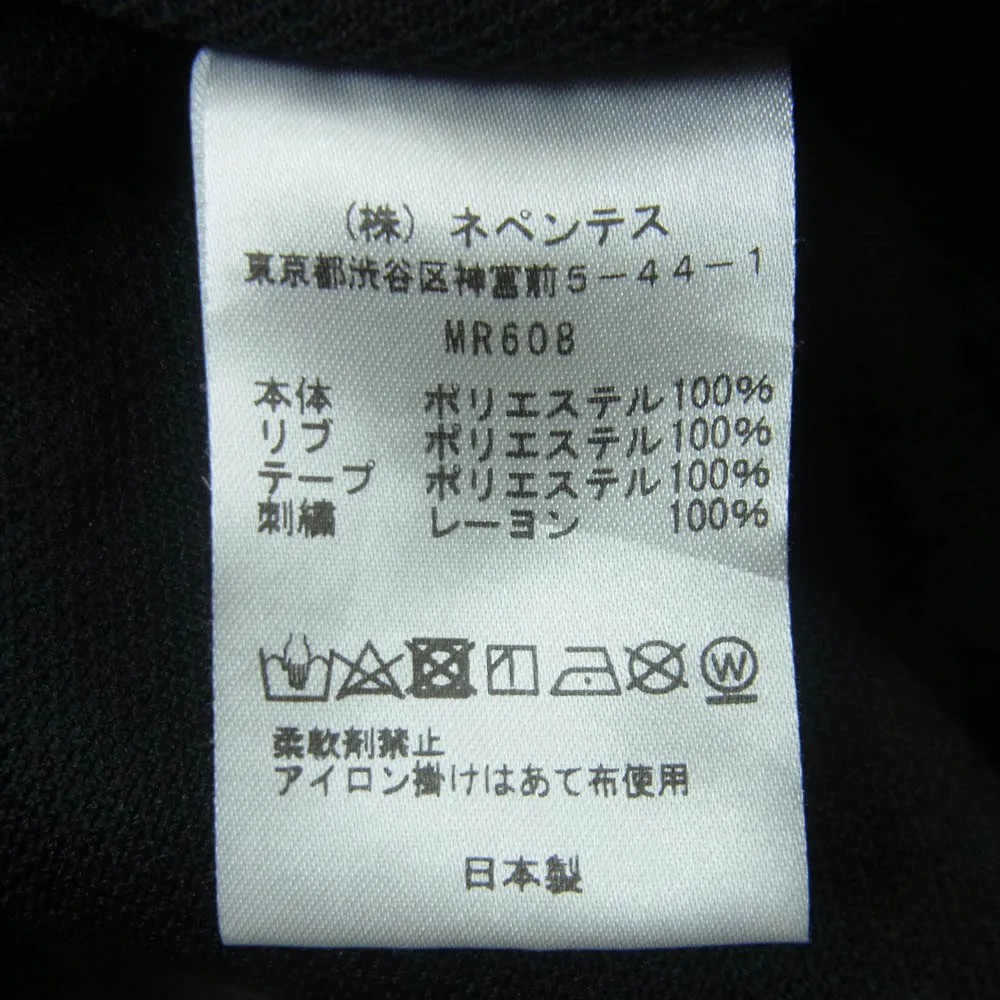 (株) ネペンテス
東京都渋谷区神宮前5-44-1
MR608
本体 ポリエステル100%
リブ ポリエステル100%
テープ ポリエステル100%
刺繍 レーヨン 100%
W
柔軟剤禁止
アイロン掛けはあて布使用
日本製